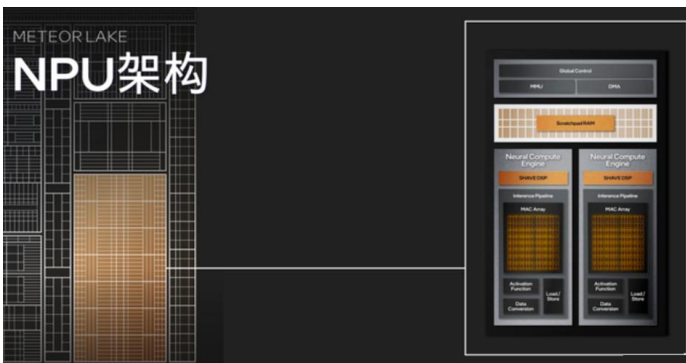 METEOR LAKE
NPU架构
Global Control
MMU
DMA
Scratchpad RAM
Neural Compute
Engine
SHAVE DSP
Inference Pipeline
MAC Array
Activation
Function
Load/
Store
Data
Conversion
Neural Compute
Engine
SHAVE DSP
Inference Pipeline
MAC Array
Activation
Function
Load/
Store
Data
Conversion